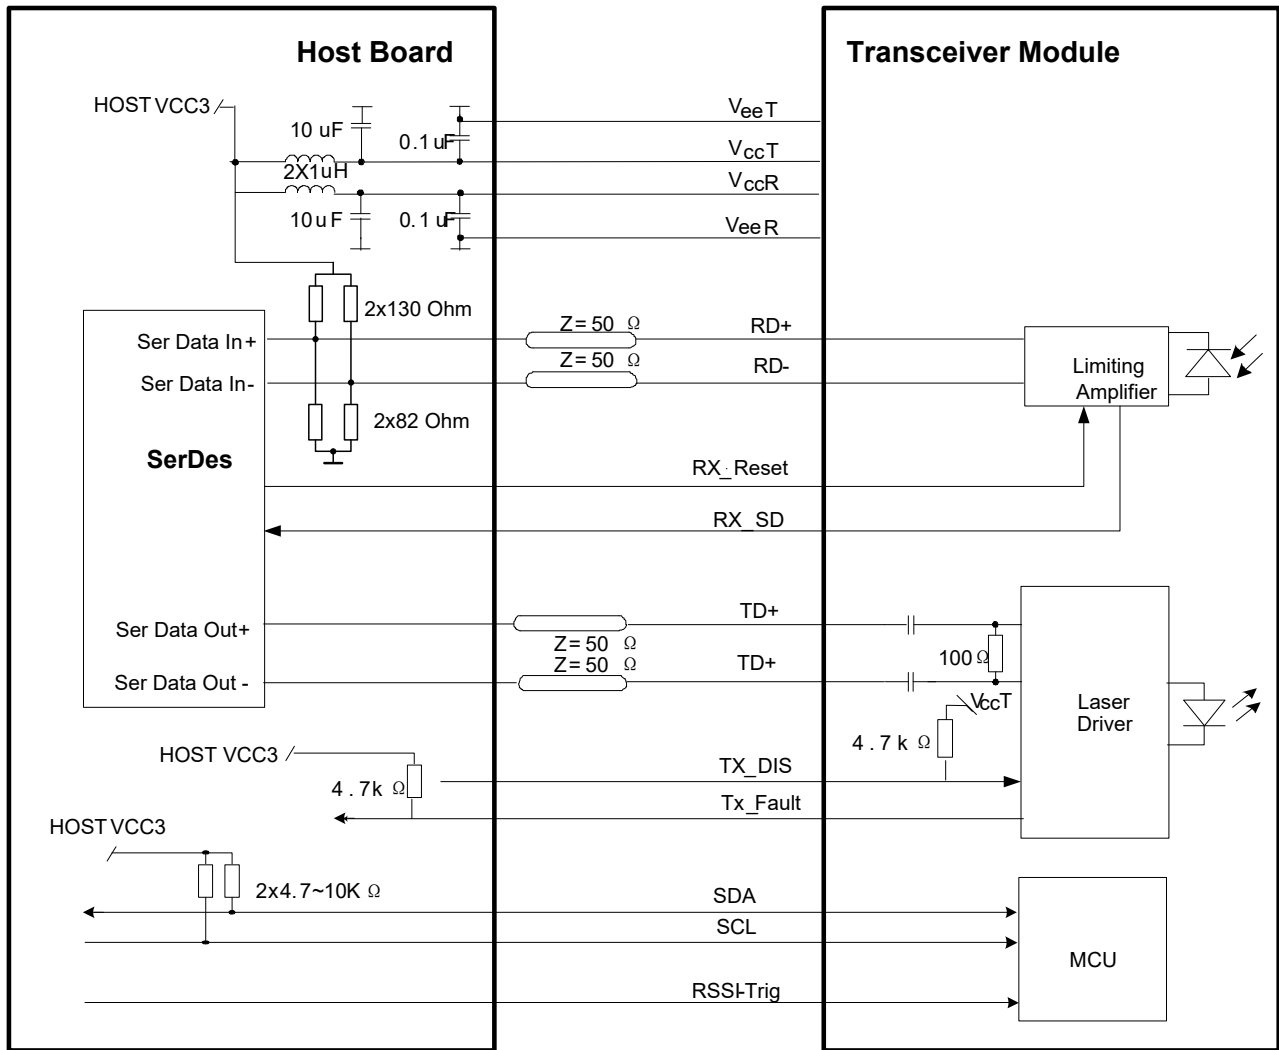 Host Board
Transceiver Module
HOST VCC3
10 uF
0.1 uF
VeeT
VccT
2X1uH
VccR
10uF
0.1 uF
VeeR
2x130 Ohm
Z=50 Ω
RD+
Ser Data In+
Z=50 Ω
RD-
Ser Data In-
Limiting
Amplifier
2x82 Ohm
SerDes
RX_Reset
RX_SD
TD+
Ser Data Out+
Z=50 Ω
Z=50 Ω
TD+
100 Ω
Ser Data Out -
VccT
Laser
Driver
4.7k Ω
HOST VCC3
TX_DIS
4.7k Ω
Tx_Fault
HOST VCC3
2x4.7~10K Ω
SDA
SCL
MCU
RSSI-Trig